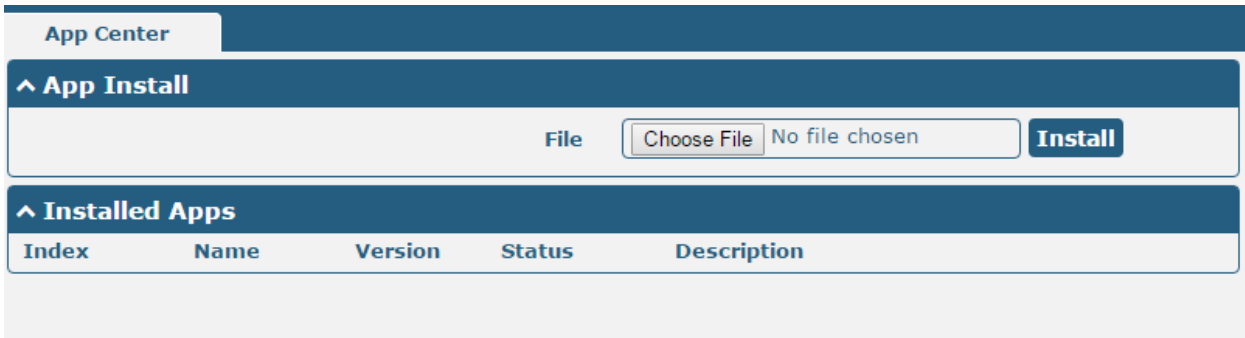 App Center
App Install
File Choose File No file chosen Install
Installed Apps
Index Name Version Status Description